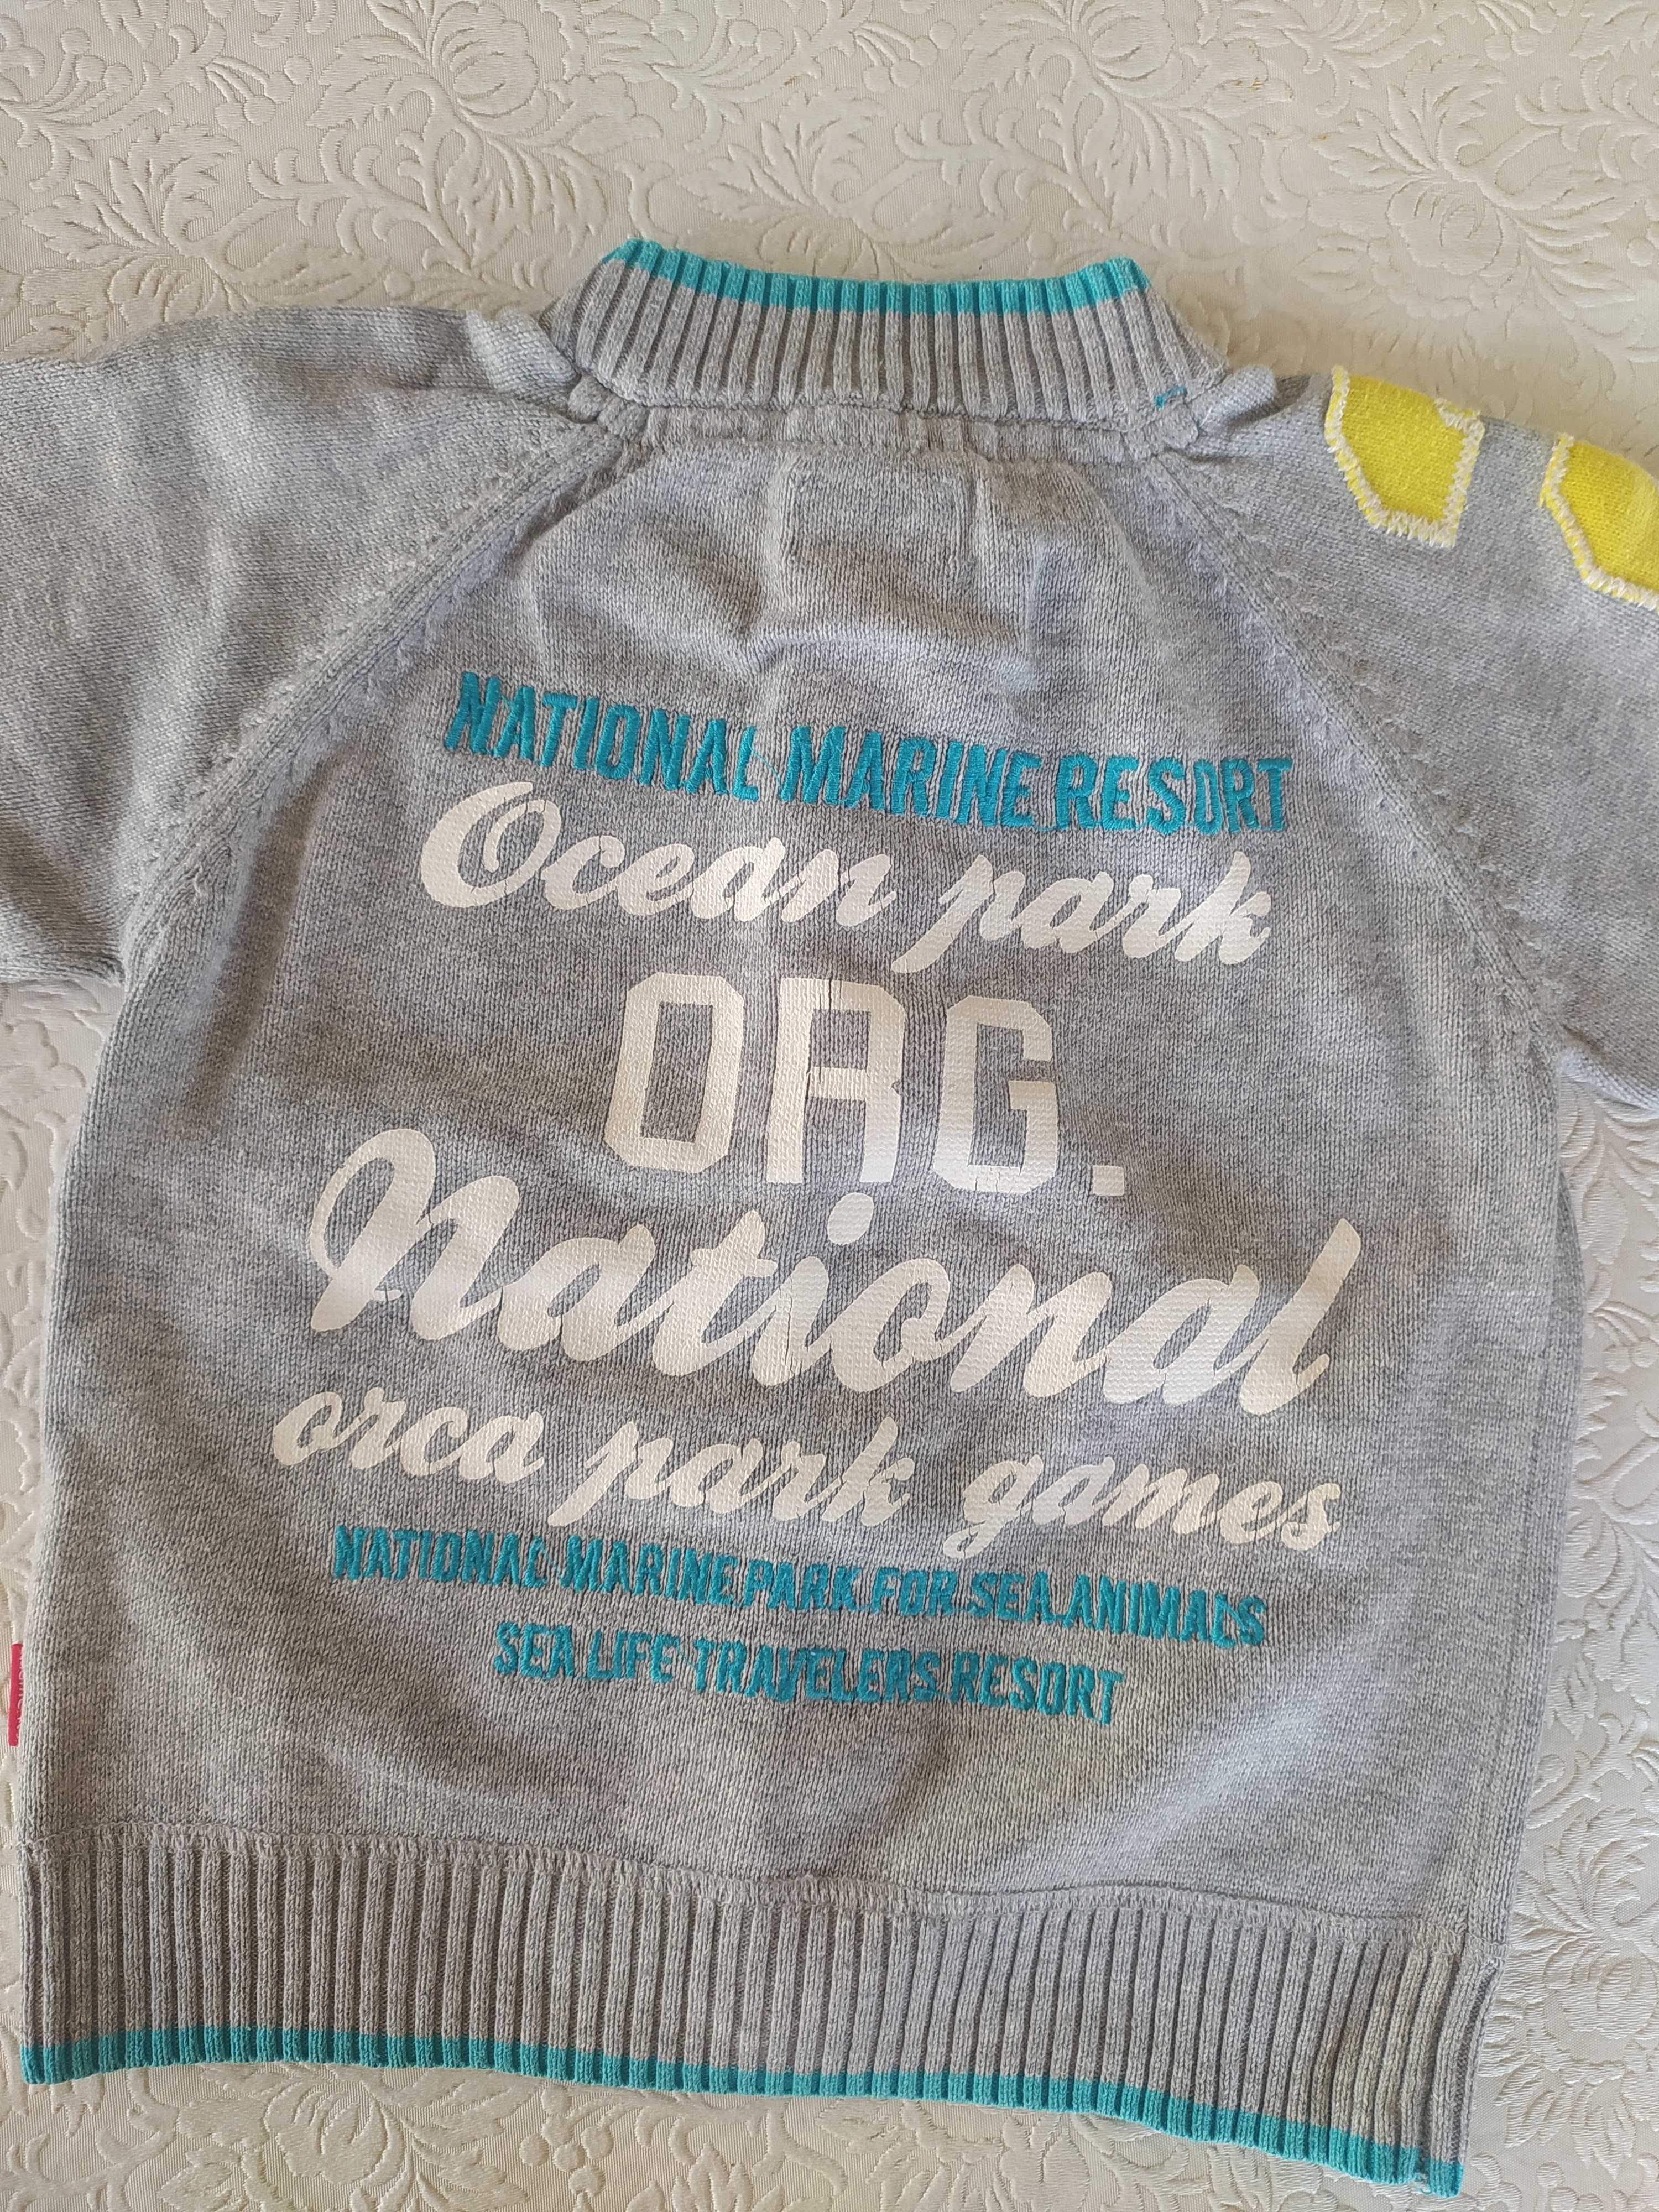 NATIONAL MARINE RESORT
Ocean park
ORG.
National
orca park games
NATIONAL MARINE PARK FOR SEA ANIMALS
SEA LIFE TRAVELERS RESORT